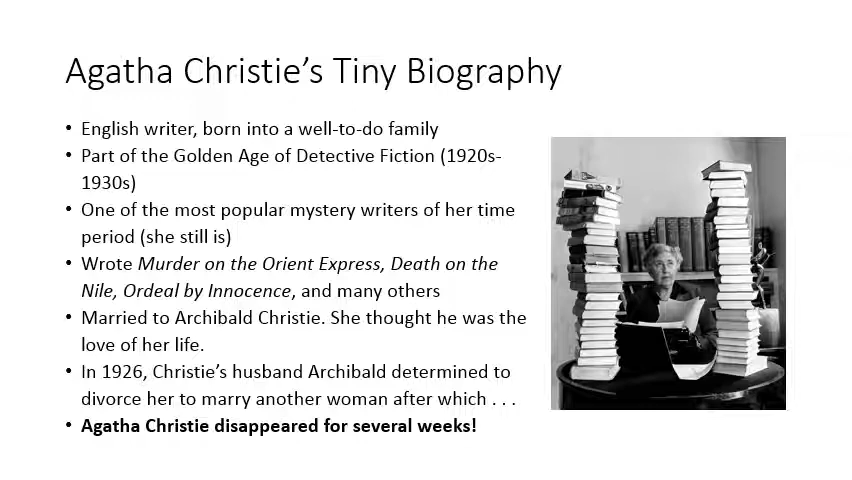 Agatha Christie’s Tiny Biography
• English writer, born into a well-to-do family
• Part of the Golden Age of Detective Fiction (1920s-
1930s)
• One of the most popular mystery writers of her time
period (she still is)
• Wrote Murder on the Orient Express, Death on the
Nile, Ordeal by Innocence, and many others
• Married to Archibald Christie. She thought he was the
love of her life.
• In 1926, Christie’s husband Archibald determined to
divorce her to marry another woman after which . . .
• Agatha Christie disappeared for several weeks!